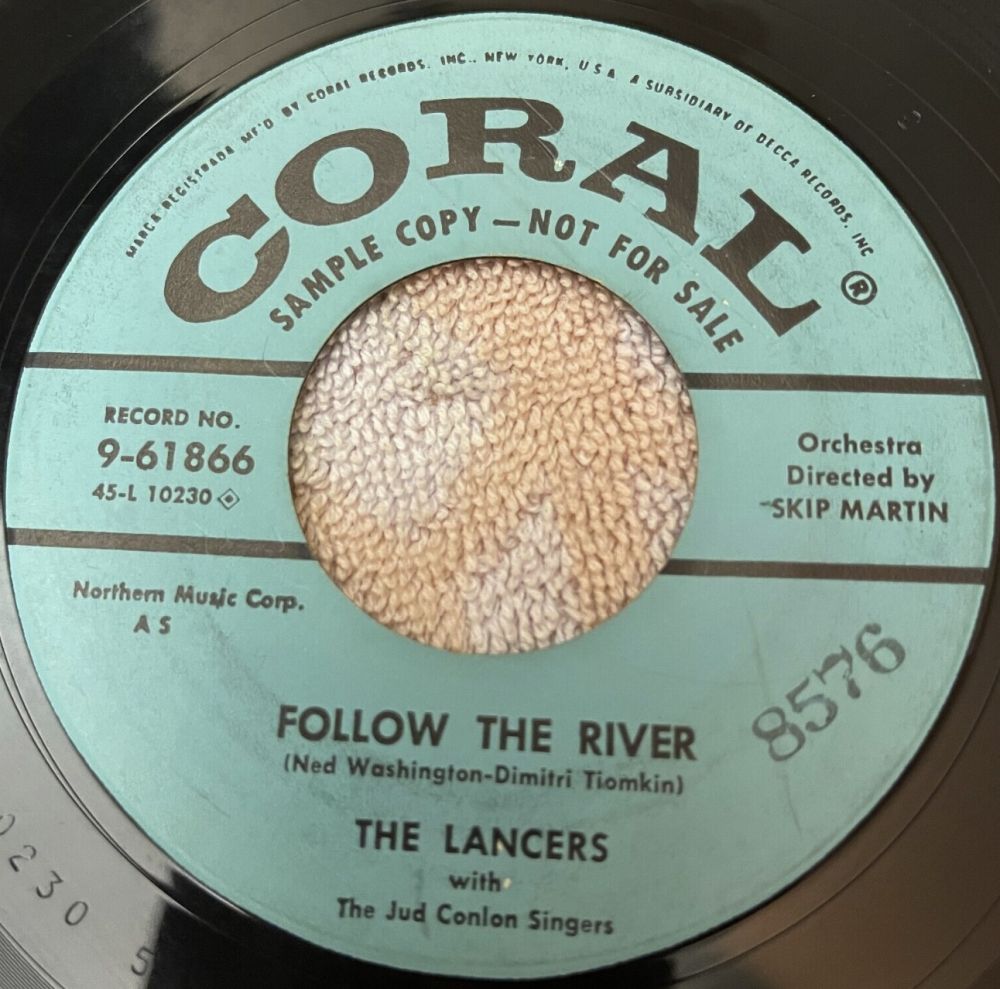 MARCA REGISTRADA MF'D BY CORAL RECORDS, INC., NEW YORK, U.S.A. A SUBSIDIARY OF DECCA RECORDS, INC
CORAL ®
SAMPLE COPY — NOT FOR SALE
RECORD NO.
9-61866
45-L 10230
Orchestra
Directed by
SKIP MARTIN
Northern Music Corp.
A S
8576
FOLLOW THE RIVER
(Ned Washington-Dimitri Tiomkin)
THE LANCERS
with
The Jud Conlon Singers
0230 5